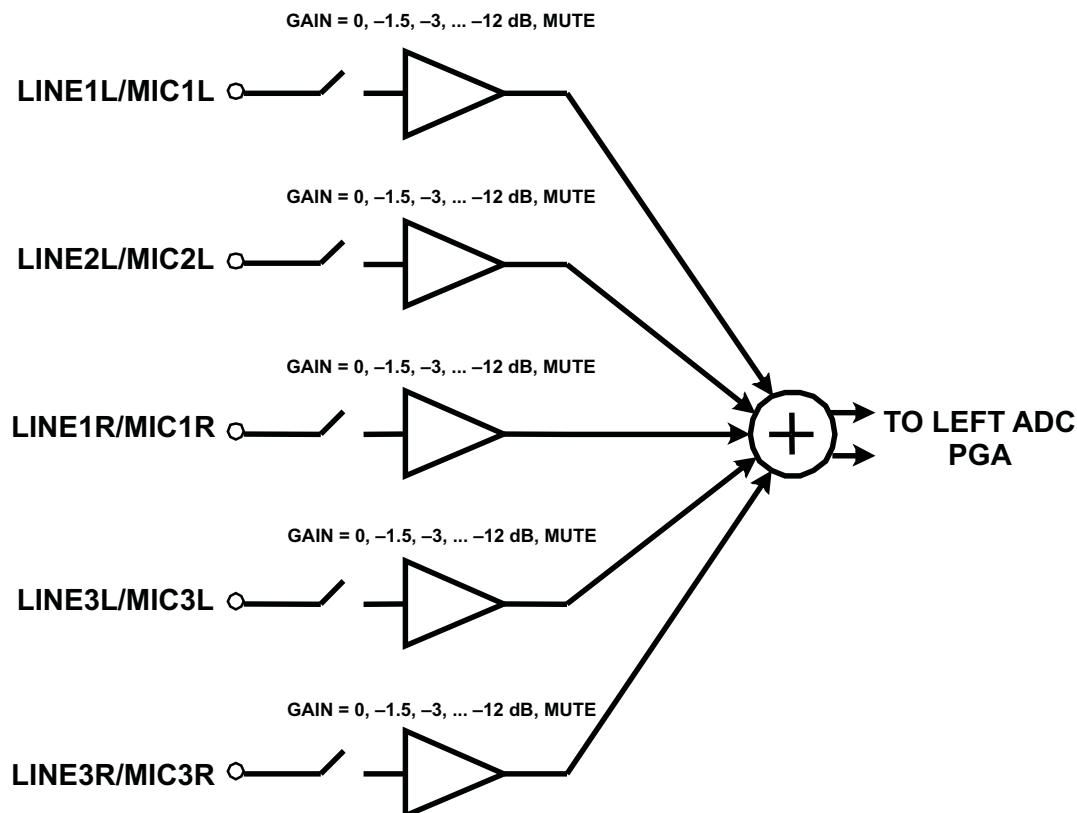 GAIN = 0, –1.5, –3, ... –12 dB, MUTE
LINE1L/MIC1L
GAIN = 0, –1.5, –3, ... –12 dB, MUTE
LINE2L/MIC2L
GAIN = 0, –1.5, –3, ... –12 dB, MUTE
LINE1R/MIC1R
TO LEFT ADC
PGA
GAIN = 0, –1.5, –3, ... –12 dB, MUTE
LINE3L/MIC3L
GAIN = 0, –1.5, –3, ... –12 dB, MUTE
LINE3R/MIC3R